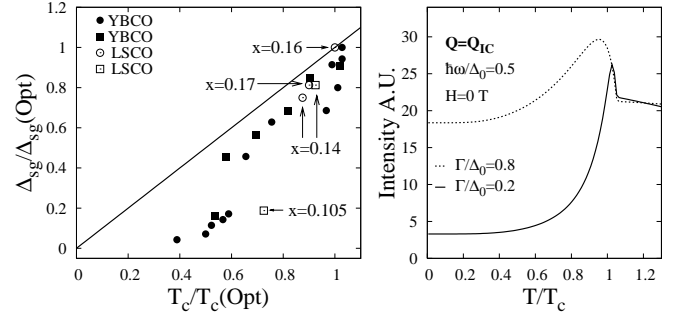 ● YBCO
■ YBCO
⊙ LSCO
⊡ LSCO
x=0.16
x=0.17
x=0.14
x=0.105
1.2
1
0.8
0.6
0.4
0.2
0
0 0.2 0.4 0.6 0.8 1
Δsg/Δsg(Opt)
Tc/Tc(Opt)
Q=QIC
ħω/Δ0=0.5
H=0 T
Γ/Δ0=0.8
Γ/Δ0=0.2
30
25
20
15
10
5
0
0 0.2 0.4 0.6 0.8 1 1.2
Intensity A.U.
T/Tc